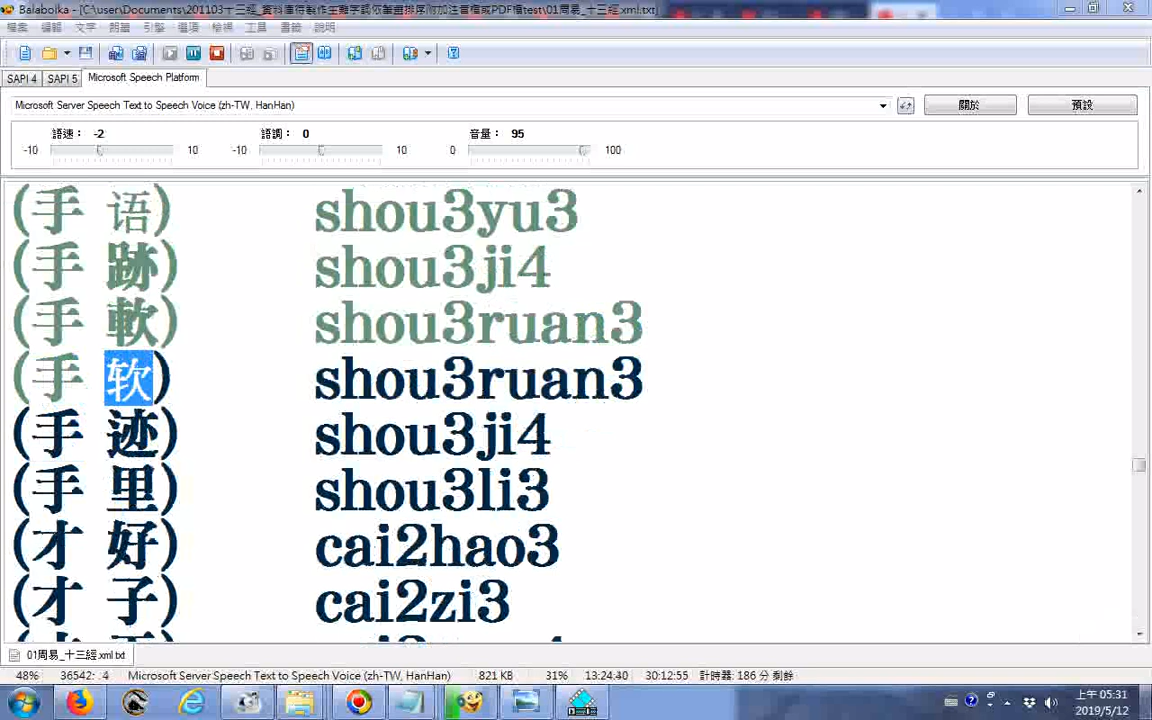 Balabolka - [C:\user\Documents\201103十三經_資料庫待製作生難字詞依筆畫排序附加注音檔或PDF檔test\01周易_十三經.xml.txt]
檔案 編輯 文字 朗讀 引擎 選項 檢視 工具 書籤 說明
SAPI 4 SAPI 5 Microsoft Speech Platform
Microsoft Server Speech Text to Speech Voice (zh-TW, HanHan) 關於 預設
語速： -2 語調： 0 音量： 95
-10 10 -10 10 0 100
(手 语) shou3yu3
(手 跡) shou3ji4
(手 軟) shou3ruan3
(手 软) shou3ruan3
(手 迹) shou3ji4
(手 里) shou3li3
(才 好) cai2hao3
(才 子) cai2zi3
01周易_十三經.xml.txt
48% 36542: 4 Microsoft Server Speech Text to Speech Voice (zh-TW, HanHan) 821 KB 31% 13:24:40 30:12:55 計時器: 186 分 剩餘
上午 05:31
2019/5/12